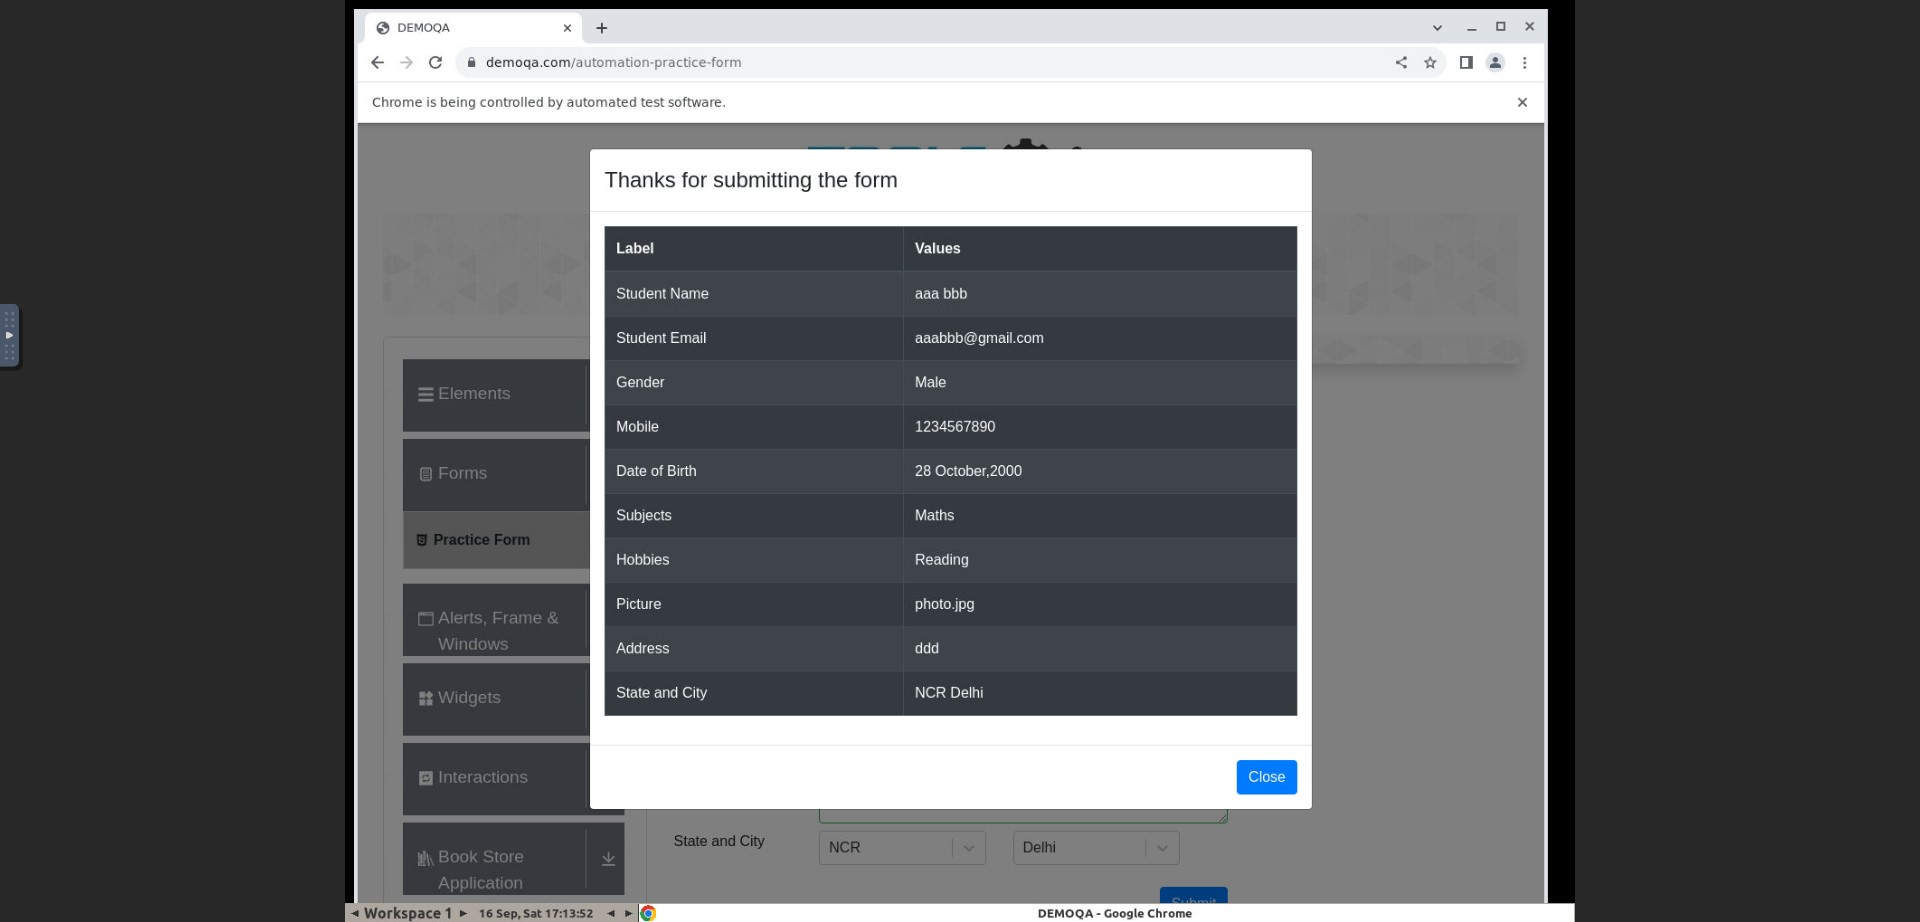 DEMOQA
demoqa.com/automation-practice-form
Chrome is being controlled by automated test software.
Thanks for submitting the form
Label Values
Student Name aaa bbb
Student Email aaabbb@gmail.com
Gender Male
Mobile 1234567890
Date of Birth 28 October,2000
Subjects Maths
Hobbies Reading
Picture photo.jpg
Address ddd
State and City NCR Delhi
Close
Elements
Forms
Practice Form
Alerts, Frame &
Windows
Widgets
Interactions
Book Store
Application
State and City NCR Delhi
Submit
Workspace 1 16 Sep, Sat 17:13:52 DEMOQA - Google Chrome